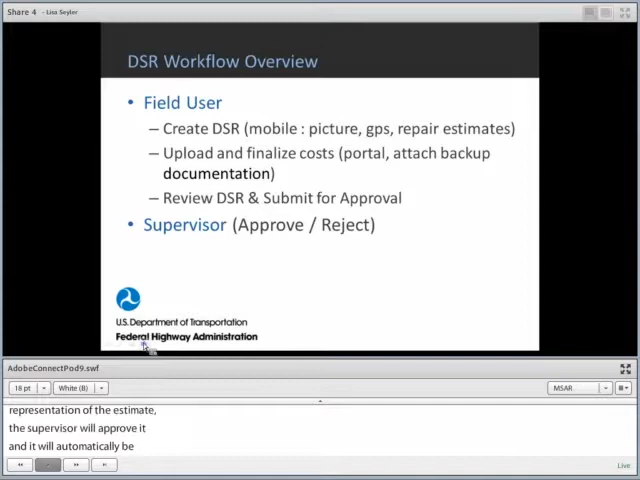 Share 4 - Lisa Seyler
DSR Workflow Overview
• Field User
– Create DSR (mobile : picture, gps, repair estimates)
– Upload and finalize costs (portal, attach backup
documentation)
– Review DSR & Submit for Approval
• Supervisor (Approve / Reject)
U.S. Department of Transportation
Federal Highway Administration
AdobeConnectPod9.swf
18 pt White (B) MSAR
representation of the estimate,
the supervisor will approve it
and it will automatically be
Live